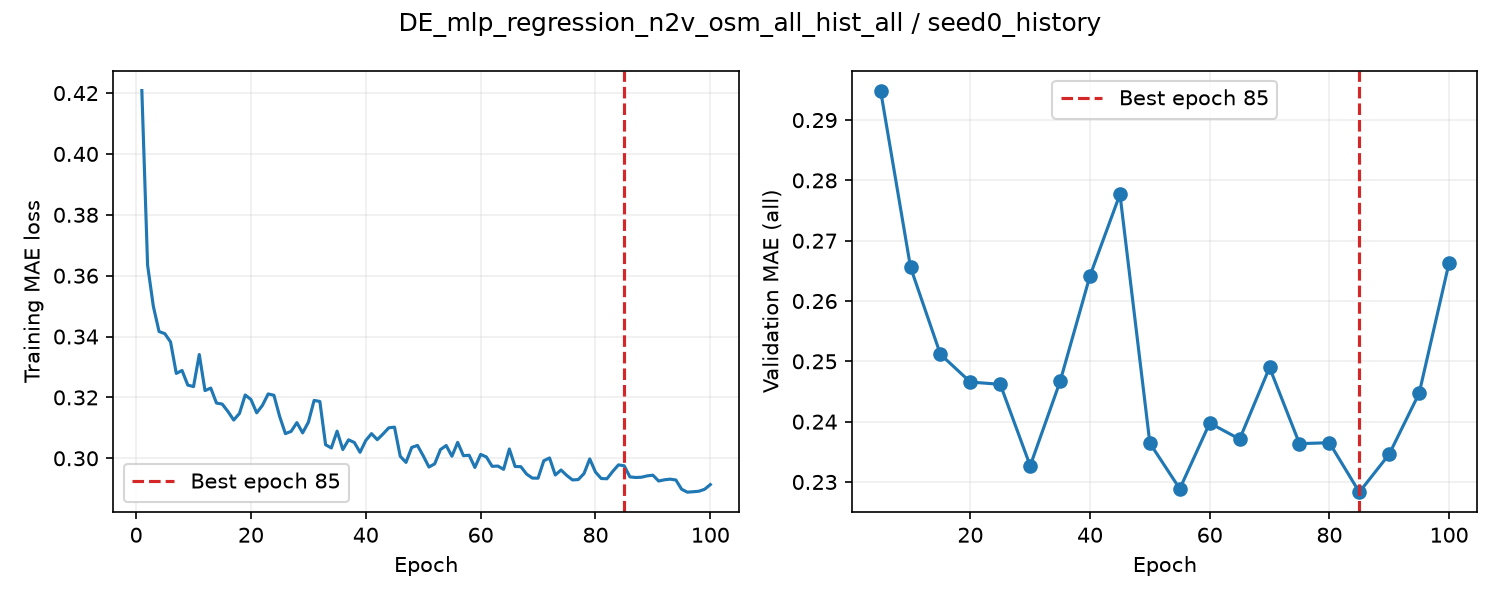 DE_mlp_regression_n2v_osm_all_hist_all / seed0_history
Training MAE loss
0.42
0.40
0.38
0.36
0.34
0.32
0.30
Best epoch 85
0 20 40 60 80 100
Epoch
Validation MAE (all)
0.29
0.28
0.27
0.26
0.25
0.24
0.23
Best epoch 85
20 40 60 80 100
Epoch